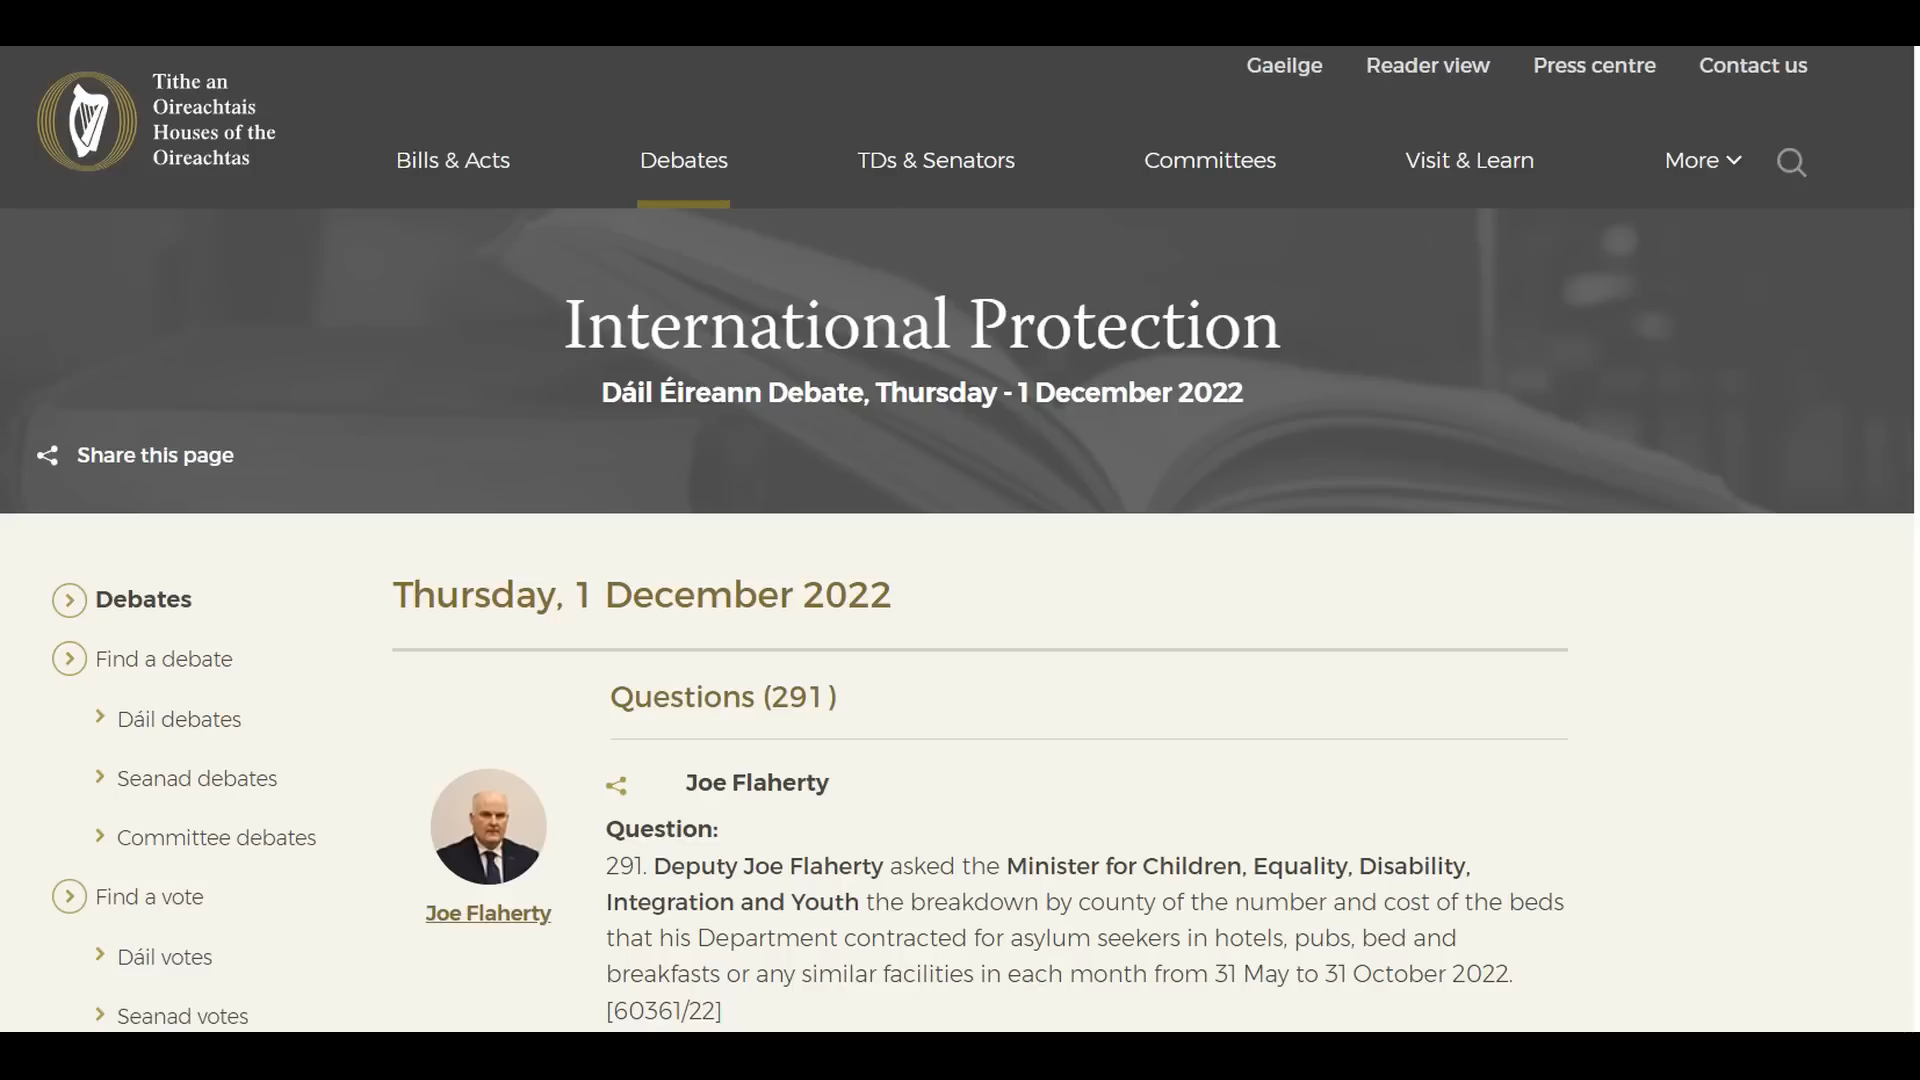 Gaeilge Reader view Press centre Contact us
Tithe an
Oireachtais
Houses of the
Oireachtas
Bills & Acts Debates TDs & Senators Committees Visit & Learn More
International Protection
Dáil Éireann Debate, Thursday - 1 December 2022
Share this page
Debates
Find a debate
Dáil debates
Seanad debates
Committee debates
Find a vote
Dáil votes
Seanad votes
Thursday, 1 December 2022
Questions (291)
Joe Flaherty
Joe Flaherty
Question:
291. Deputy Joe Flaherty asked the Minister for Children, Equality, Disability,
Integration and Youth the breakdown by county of the number and cost of the beds
that his Department contracted for asylum seekers in hotels, pubs, bed and
breakfasts or any similar facilities in each month from 31 May to 31 October 2022.
[60361/22]